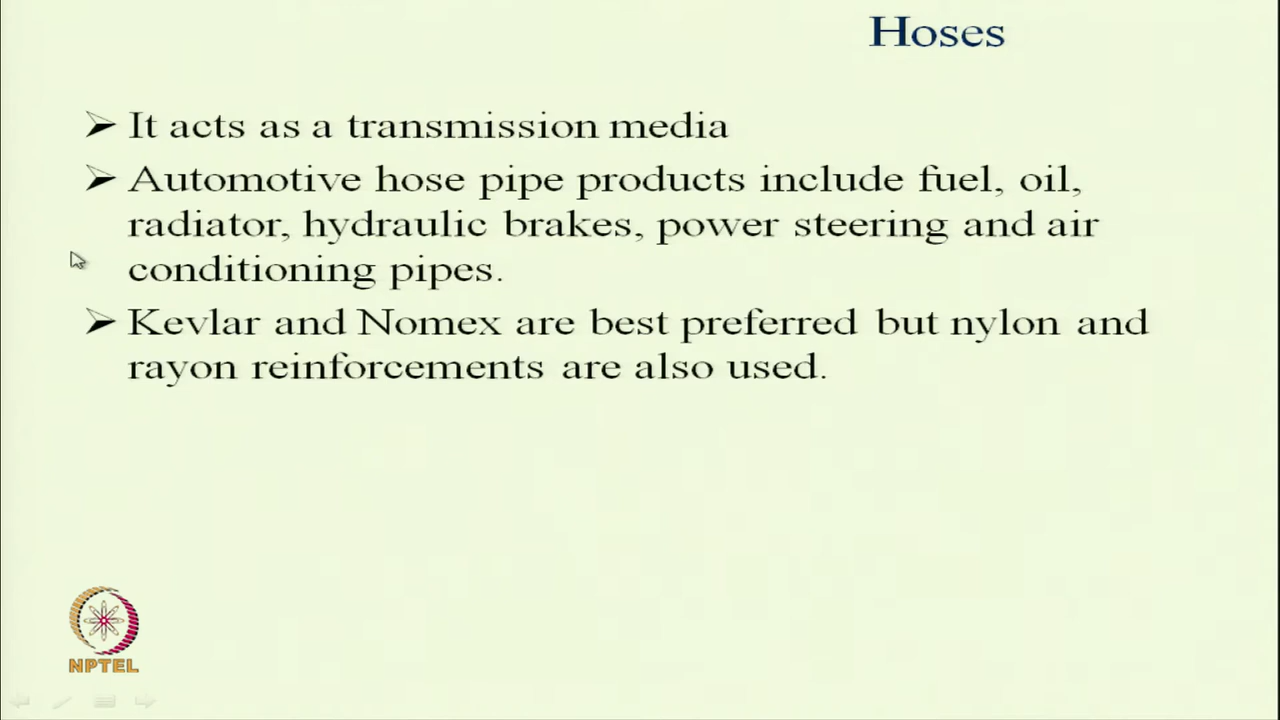 Hoses
It acts as a transmission media
Automotive hose pipe products include fuel, oil,
radiator, hydraulic brakes, power steering and air
conditioning pipes.
Kevlar and Nomex are best preferred but nylon and
rayon reinforcements are also used.
NPTEL